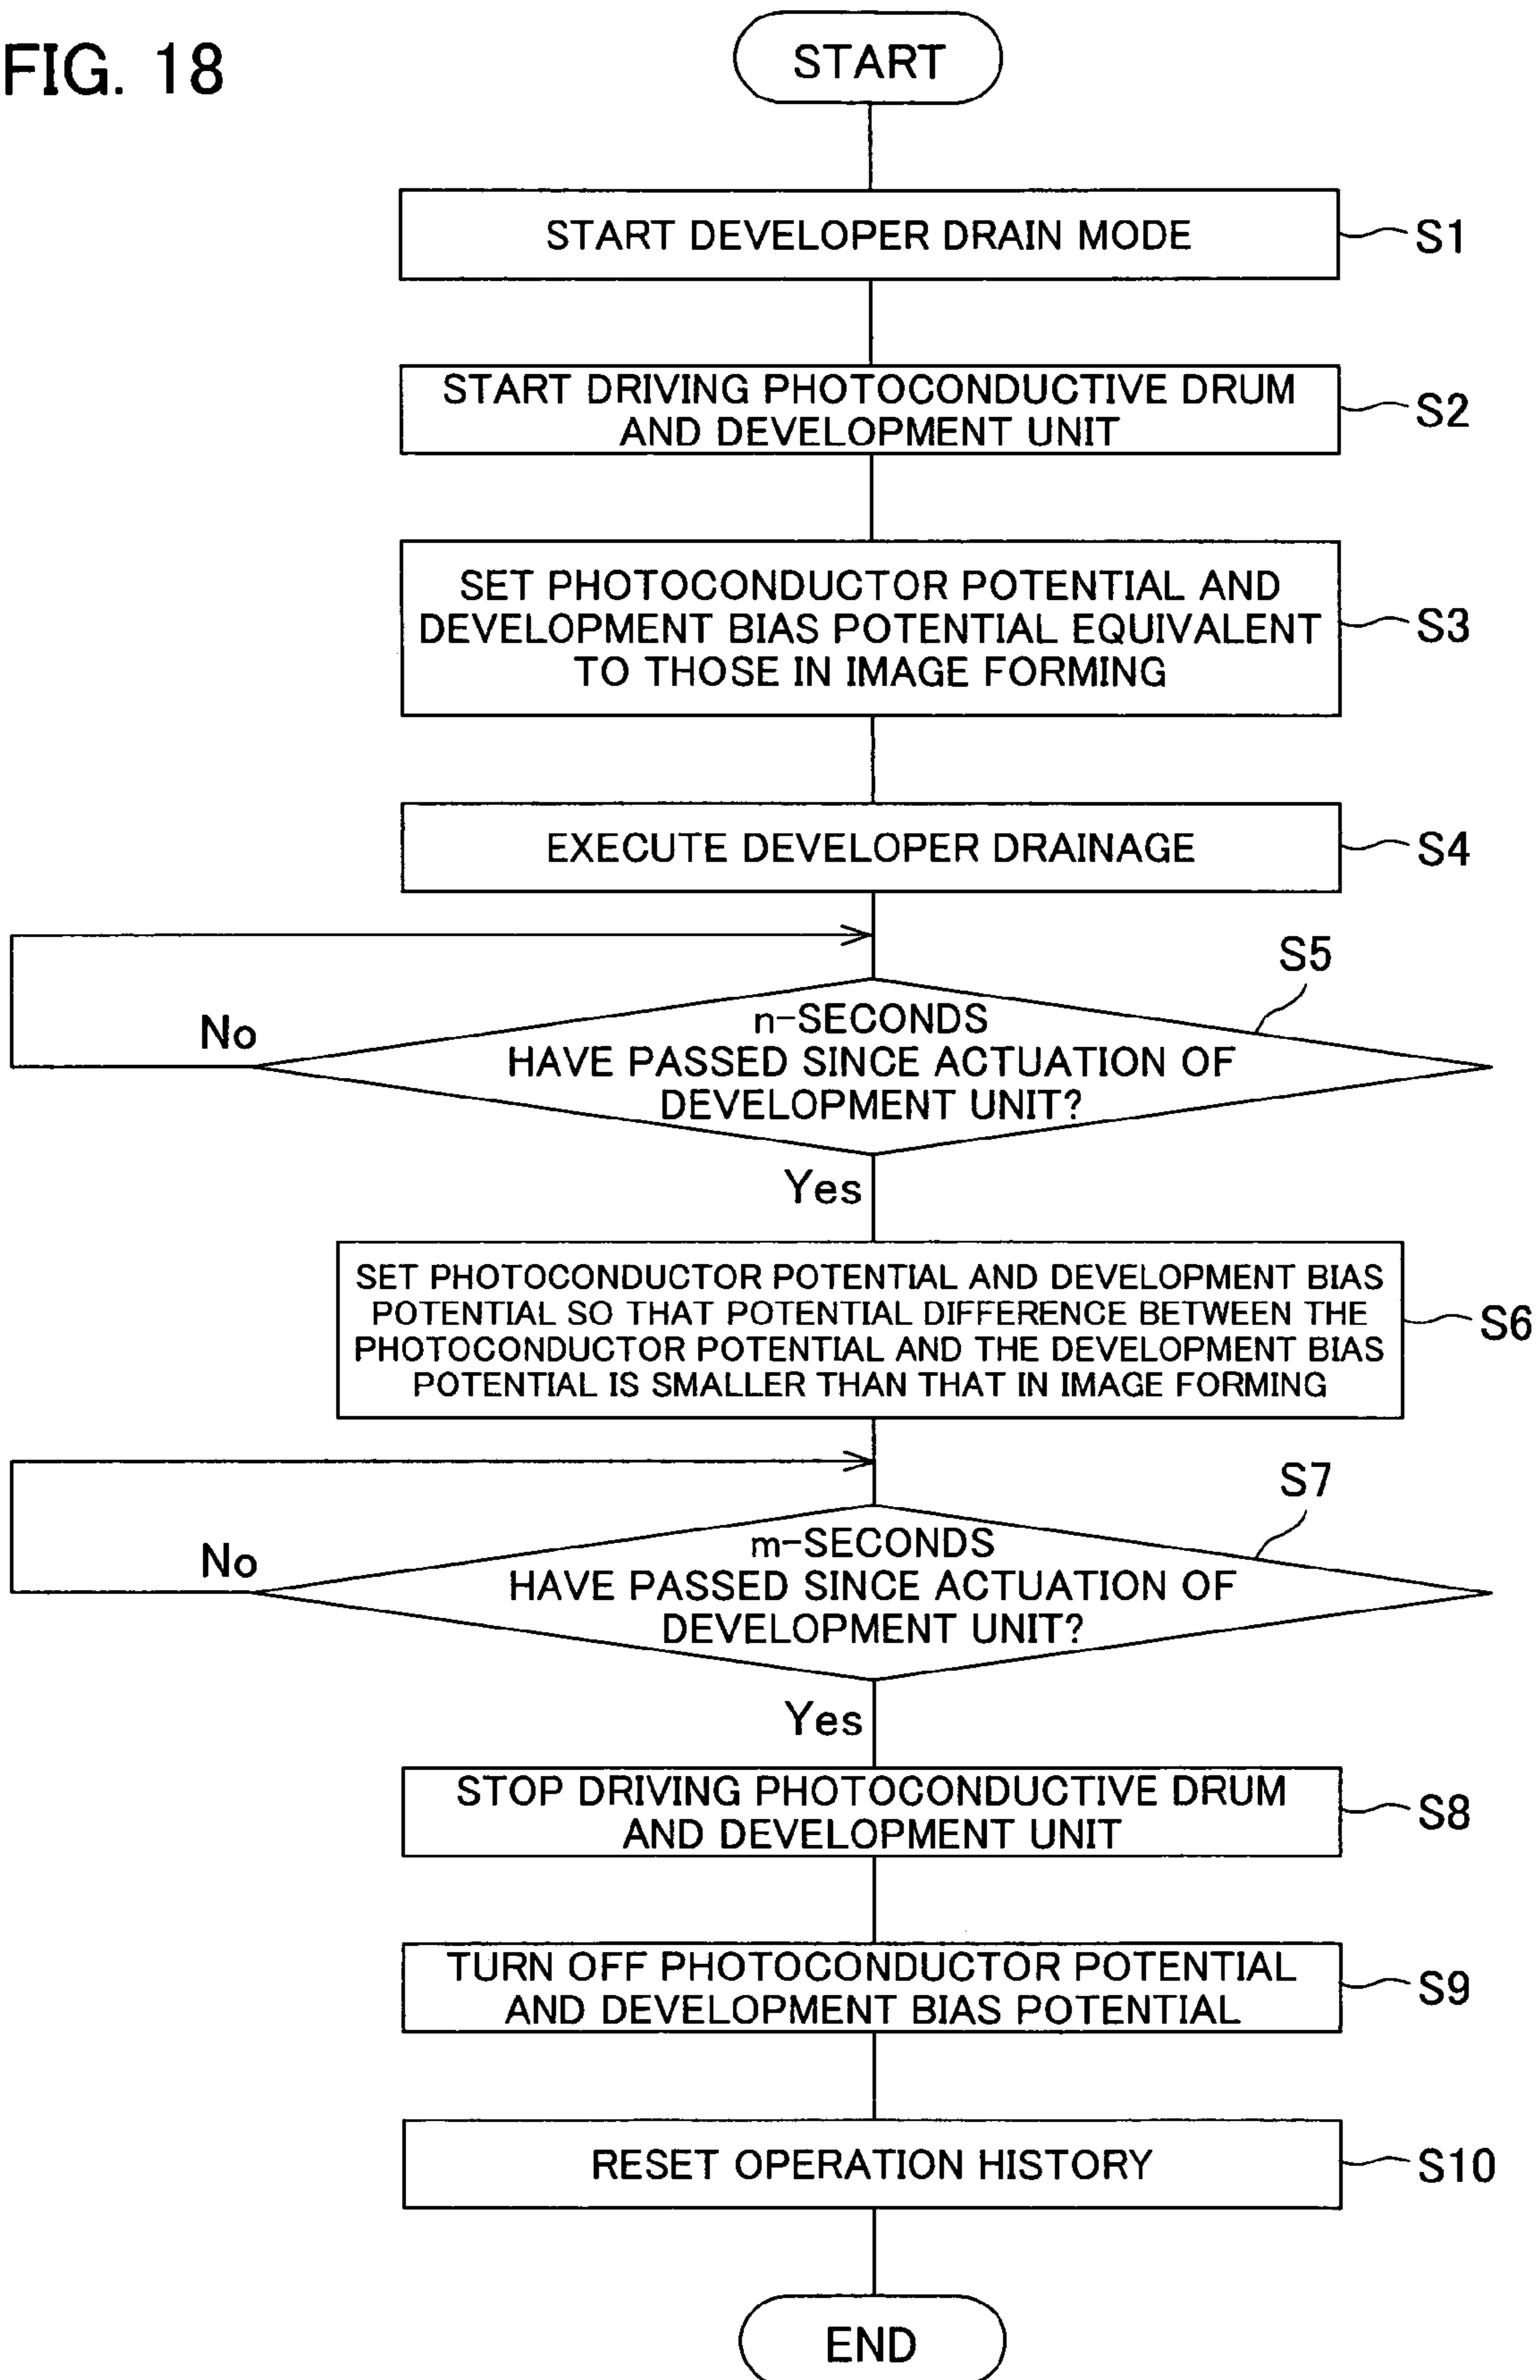 FIG. 18
START
START DEVELOPER DRAIN MODE
S1
START DRIVING PHOTOCONDUCTIVE DRUM
AND DEVELOPMENT UNIT
S2
SET PHOTOCONDUCTOR POTENTIAL AND
DEVELOPMENT BIAS POTENTIAL EQUIVALENT
TO THOSE IN IMAGE FORMING
S3
EXECUTE DEVELOPER DRAINAGE
S4
S5
n-SECONDS
HAVE PASSED SINCE ACTUATION OF
DEVELOPMENT UNIT?
No
Yes
SET PHOTOCONDUCTOR POTENTIAL AND DEVELOPMENT BIAS
POTENTIAL SO THAT POTENTIAL DIFFERENCE BETWEEN THE
PHOTOCONDUCTOR POTENTIAL AND THE DEVELOPMENT BIAS
POTENTIAL IS SMALLER THAN THAT IN IMAGE FORMING
S6
S7
m-SECONDS
HAVE PASSED SINCE ACTUATION OF
DEVELOPMENT UNIT?
No
Yes
STOP DRIVING PHOTOCONDUCTIVE DRUM
AND DEVELOPMENT UNIT
S8
TURN OFF PHOTOCONDUCTOR POTENTIAL
AND DEVELOPMENT BIAS POTENTIAL
S9
RESET OPERATION HISTORY
S10
END